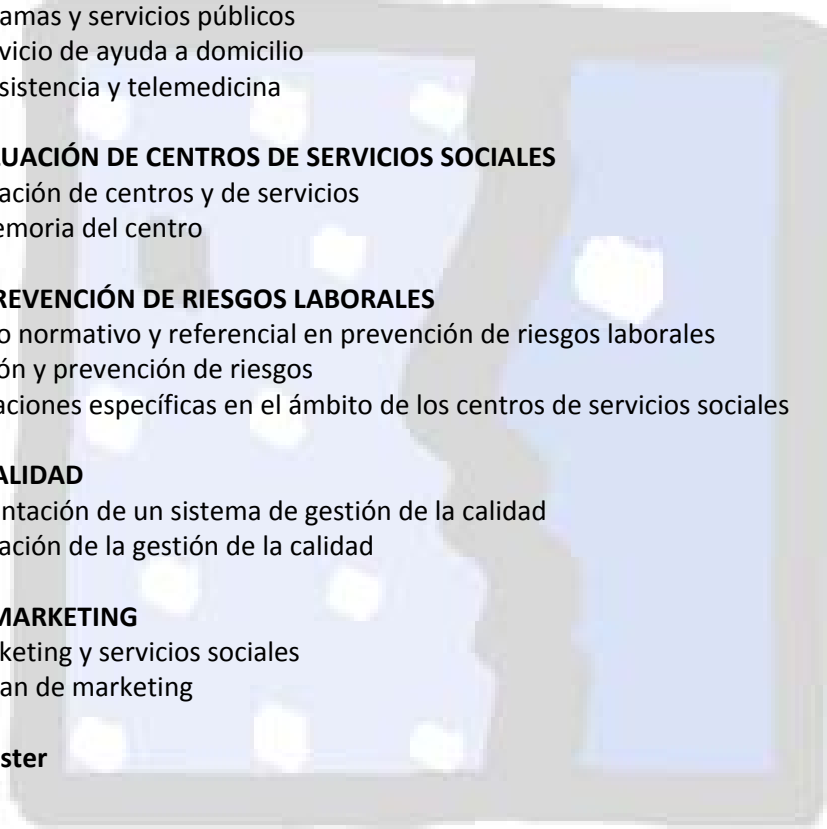 amas y servicios públicos
vicio de ayuda a domicilio
sistencia y telemedicina
LUACIÓN DE CENTROS DE SERVICIOS SOCIALES
ación de centros y de servicios
emoria del centro
REVENCIÓN DE RIESGOS LABORALES
o normativo y referencial en prevención de riesgos laborales
ón y prevención de riesgos
aciones específicas en el ámbito de los centros de servicios sociales
ALIDAD
ntación de un sistema de gestión de la calidad
ación de la gestión de la calidad
MARKETING
keting y servicios sociales
an de marketing
ster